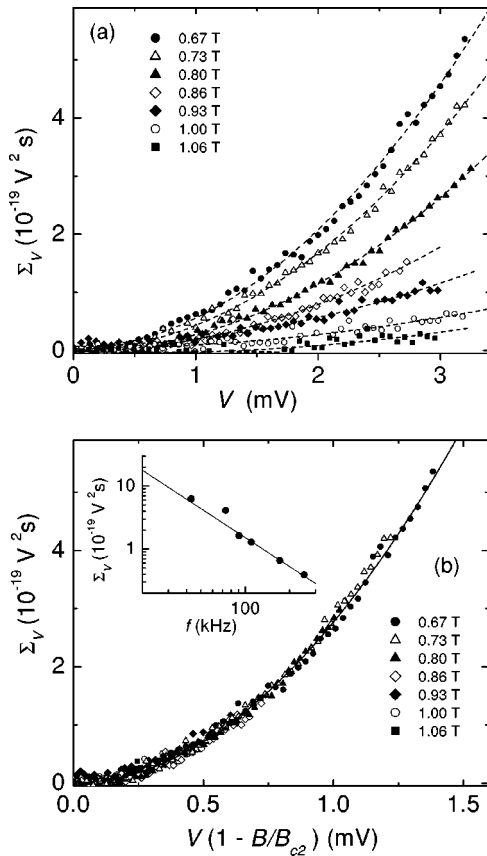 (a)
0.67 T
0.73 T
0.80 T
0.86 T
0.93 T
1.00 T
1.06 T
4
2
0
Σ_V (10⁻¹⁹ V² s)
0
1
2
3
V (mV)
(b)
10
1
Σ_V (10⁻¹⁹ V²s)
100
f (kHz)
0.67 T
0.73 T
0.80 T
0.86 T
0.93 T
1.00 T
1.06 T
4
2
0
Σ_V (10⁻¹⁹ V² s)
0.0
0.5
1.0
1.5
V (1 - B/B_c2) (mV)